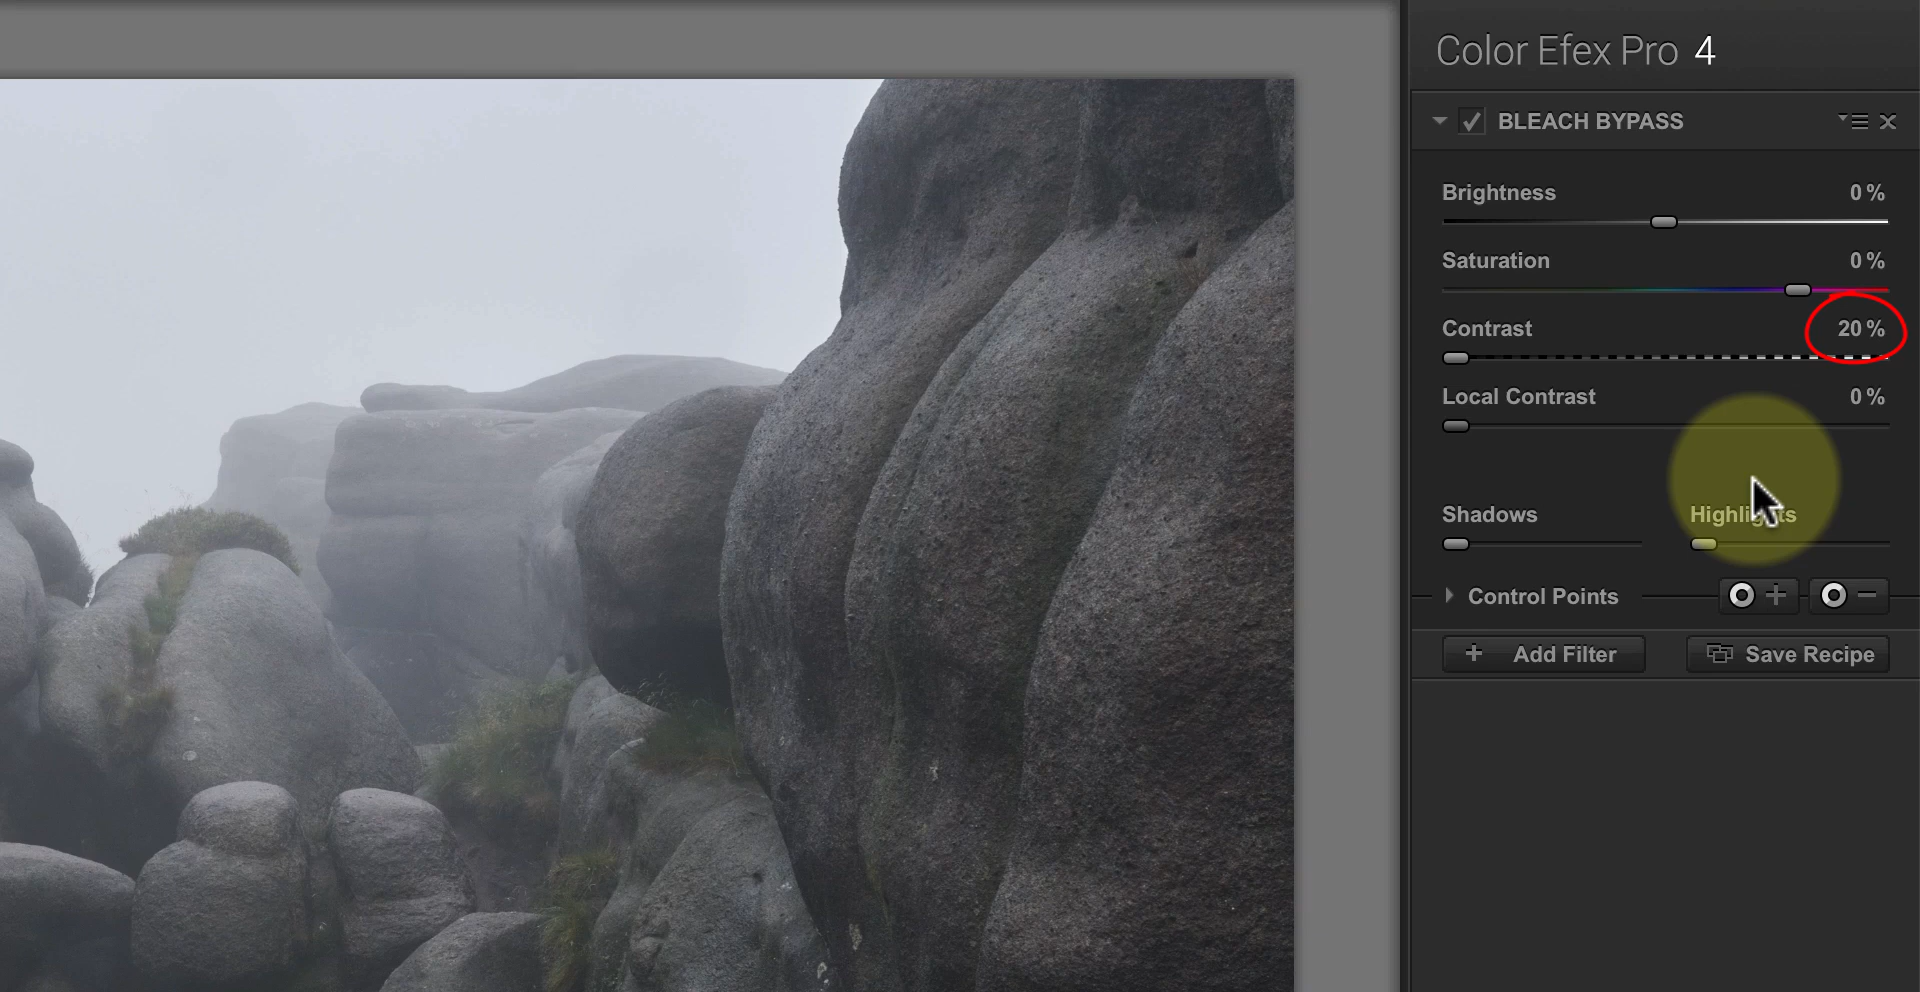 Color Efex Pro 4
BLEACH BYPASS
Brightness 0 %
Saturation 0 %
Contrast 20 %
Local Contrast 0 %
Shadows Highlights
Control Points
Add Filter Save Recipe